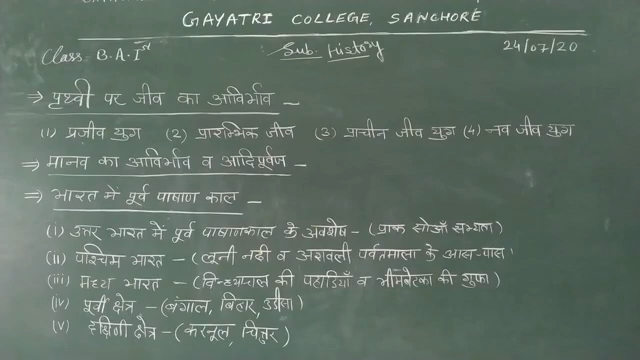 GAYATRI COLLEGE, SANCHORE
Class B.A.Ist Sub. History 24/07/20
⇒ पृथ्वी पर जीव का आविर्भाव –
(1) प्रजीव युग (2) प्रारम्भिक जीव (3) प्राचीन जीव युग (4) नव जीव युग
⇒ मानव का आविर्भाव व आदिपूर्वज –
⇒ भारत में पूर्व पाषाण काल –
(i) उत्तर भारत में पूर्व पाषाणकाल के अवशेष – (प्राक सोअाँ सभ्यता)
(ii) पश्चिम भारत – (लूनी नदी व अरावली पर्वतमाला के आस-पास)
(iii) मध्य भारत – (विन्ध्याचल की पहाडियाँ व भीमबेटका की गुफा)
(iv) पूर्वी क्षेत्र – (बंगाल, बिहार, उडीसा)
(v) दक्षिणी क्षेत्र – (करनूल, चित्तुर)